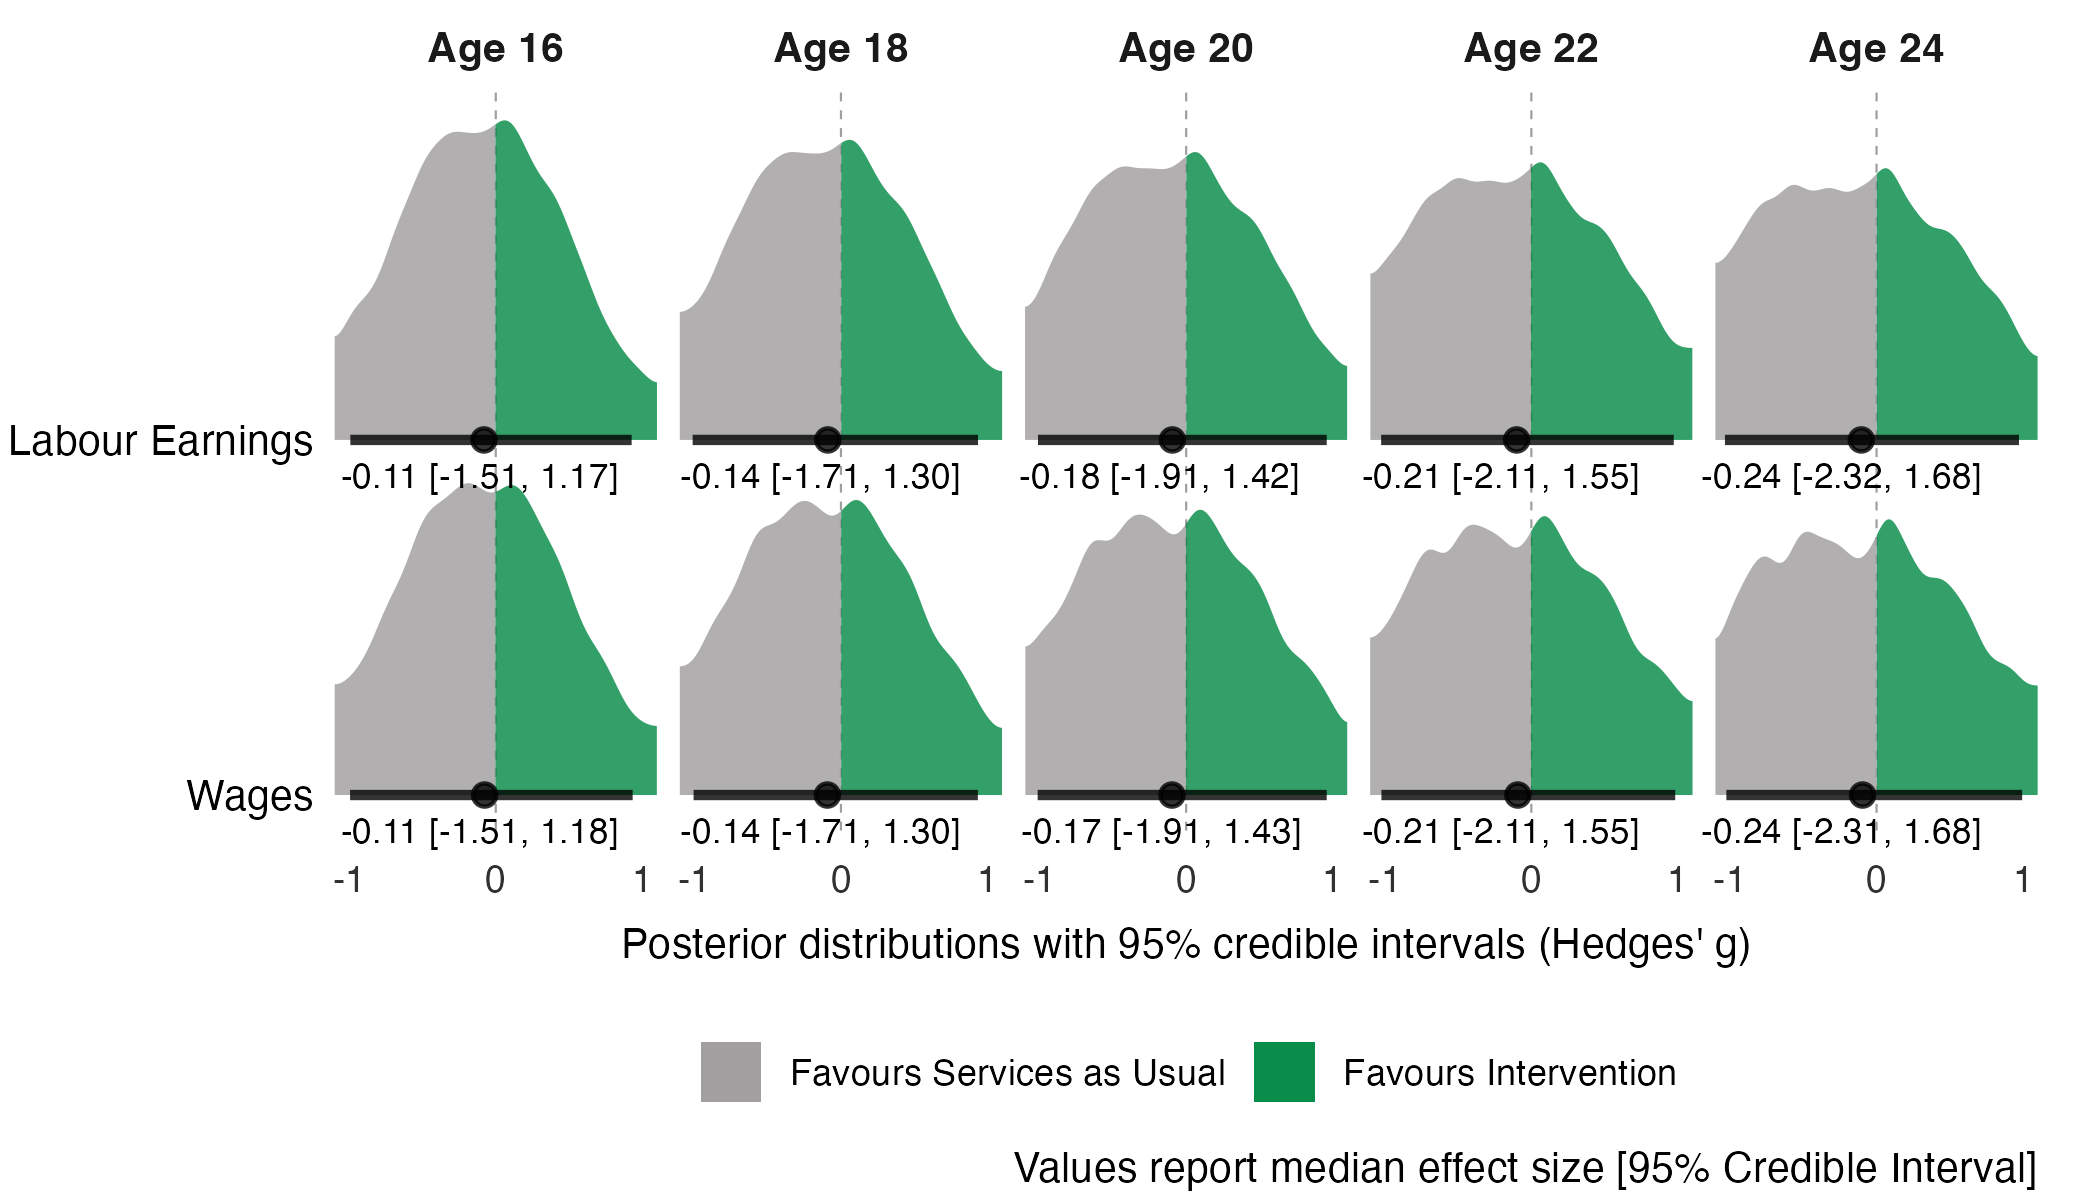 Age 16 Age 18 Age 20 Age 22 Age 24
Labour Earnings
-0.11 [-1.51, 1.17] -0.14 [-1.71, 1.30] -0.18 [-1.91, 1.42] -0.21 [-2.11, 1.55] -0.24 [-2.32, 1.68]
Wages
-0.11 [-1.51, 1.18] -0.14 [-1.71, 1.30] -0.17 [-1.91, 1.43] -0.21 [-2.11, 1.55] -0.24 [-2.31, 1.68]
-1 0 1 -1 0 1 -1 0 1 -1 0 1 -1 0 1
Posterior distributions with 95% credible intervals (Hedges' g)
Favours Services as Usual Favours Intervention
Values report median effect size [95% Credible Interval]